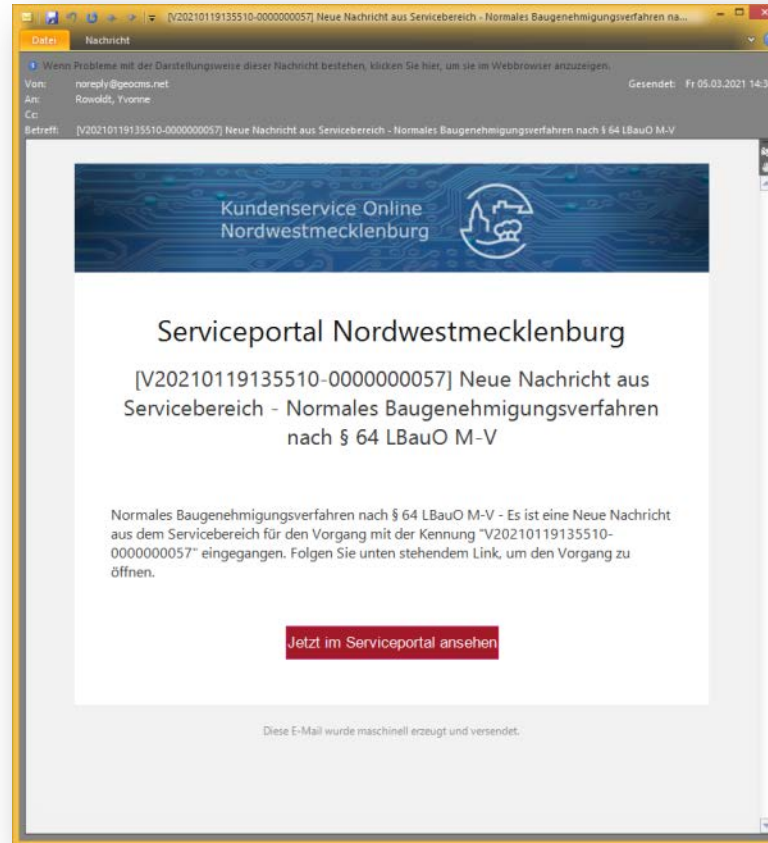 [V20210119135510-0000000057] Neue Nachricht aus Servicebereich - Normales Baugenehmigungsverfahren na...
Datei Nachricht
Wenn Probleme mit der Darstellungsweise dieser Nachricht bestehen, klicken Sie hier, um sie im Webbrowser anzuzeigen.
Von: noreply@geocms.net Gesendet: Fr 05.03.2021 14:3
An: Rowoldt, Yvonne
Cc:
Betreff: [V20210119135510-0000000057] Neue Nachricht aus Servicebereich - Normales Baugenehmigungsverfahren nach § 64 LBauO M-V
Kundenservice Online
Nordwestmecklenburg
Serviceportal Nordwestmecklenburg
[V20210119135510-0000000057] Neue Nachricht aus
Servicebereich - Normales Baugenehmigungsverfahren
nach § 64 LBauO M-V
Normales Baugenehmigungsverfahren nach § 64 LBauO M-V - Es ist eine Neue Nachricht
aus dem Servicebereich für den Vorgang mit der Kennung "V20210119135510-
0000000057" eingegangen. Folgen Sie unten stehendem Link, um den Vorgang zu
öffnen.
Jetzt im Serviceportal ansehen
Diese E-Mail wurde maschinell erzeugt und versendet.